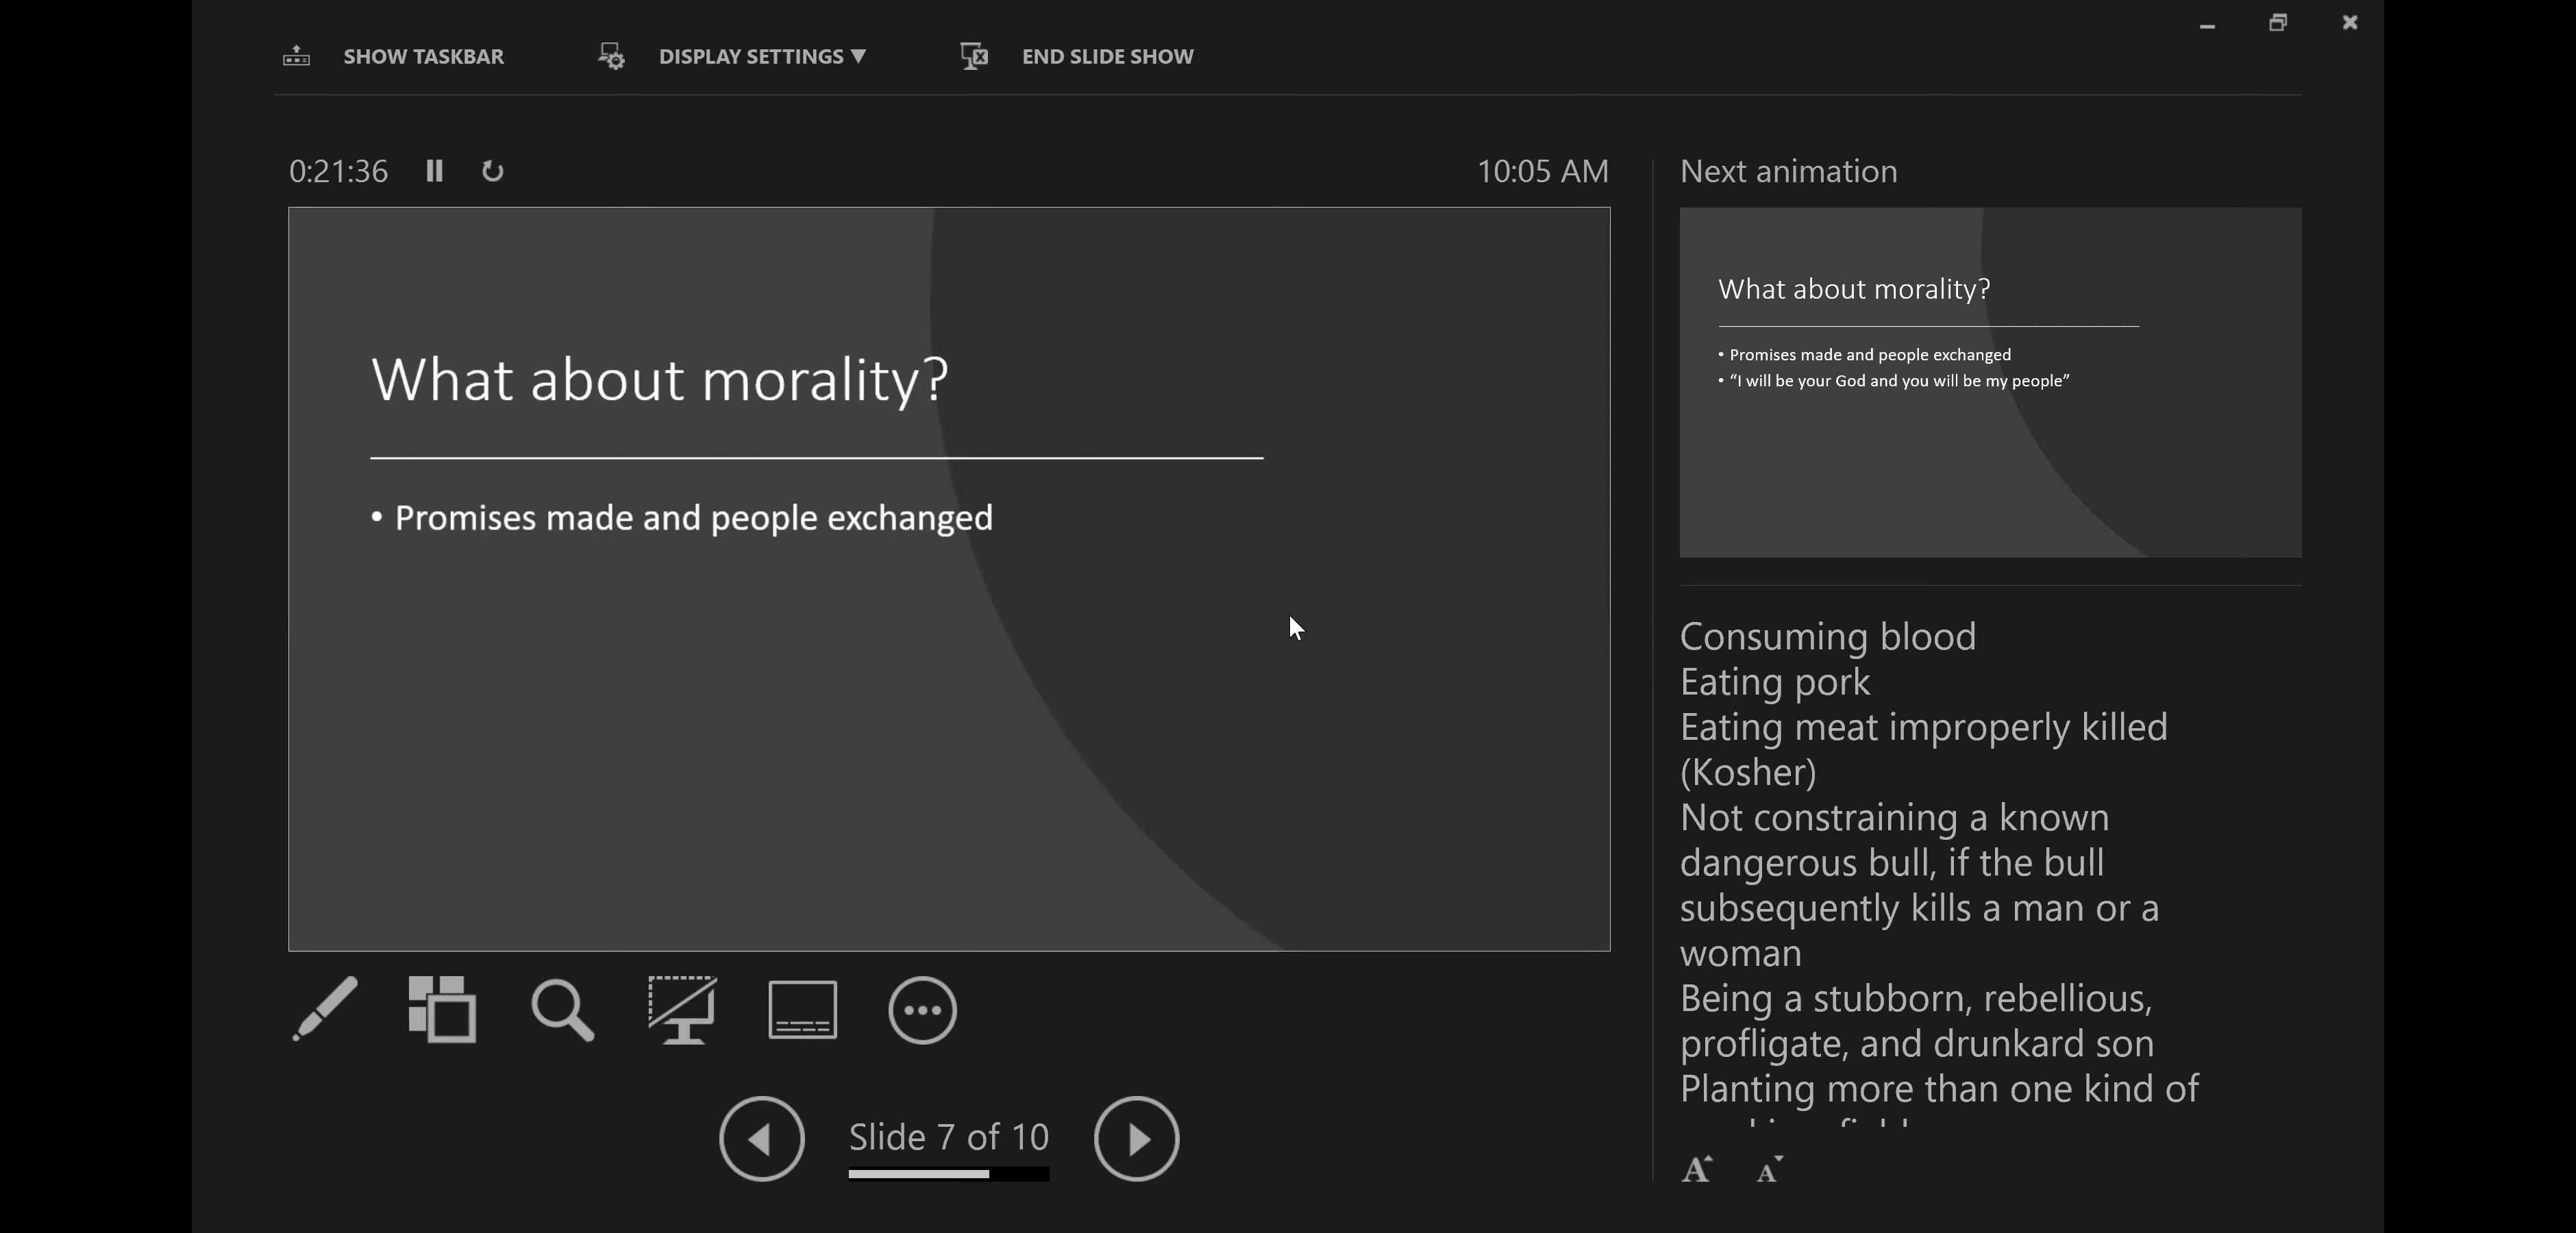 SHOW TASKBAR
DISPLAY SETTINGS ▼
END SLIDE SHOW
0:21:36
10:05 AM
What about morality?
• Promises made and people exchanged
Slide 7 of 10
Next animation
What about morality?
• Promises made and people exchanged
• “I will be your God and you will be my people”
Consuming blood
Eating pork
Eating meat improperly killed
(Kosher)
Not constraining a known
dangerous bull, if the bull
subsequently kills a man or a
woman
Being a stubborn, rebellious,
profligate, and drunkard son
Planting more than one kind of
A A